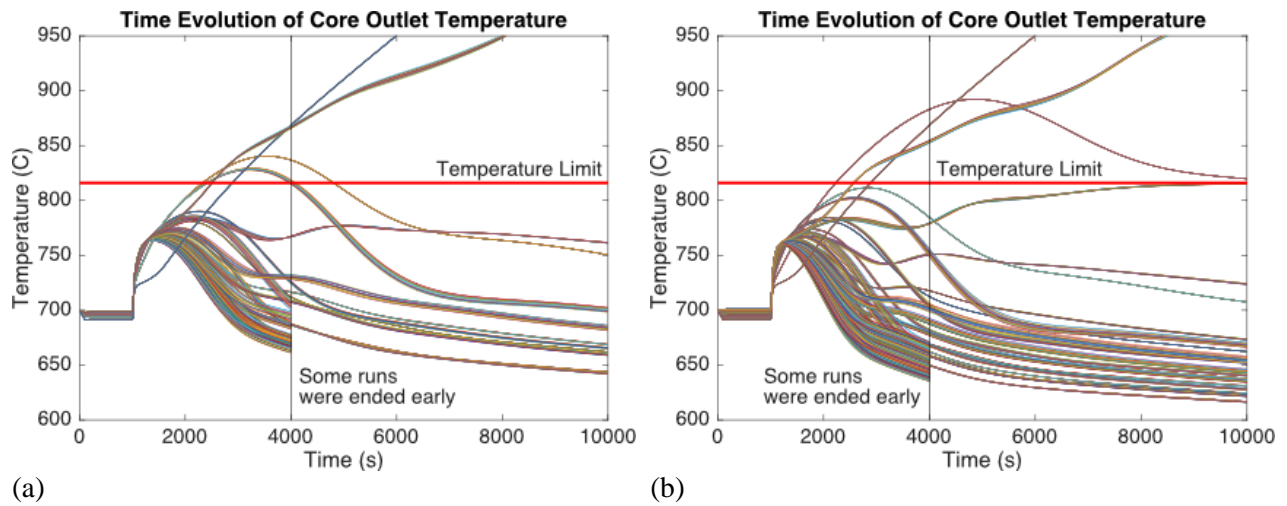 Time Evolution of Core Outlet Temperature
950
900
850
800
750
700
650
600
Temperature (C)
Temperature Limit
Some runs
were ended early
0 2000 4000 6000 8000 10000
Time (s)
(a)
Time Evolution of Core Outlet Temperature
950
900
850
800
750
700
650
600
Temperature (C)
Temperature Limit
Some runs
were ended early
0 2000 4000 6000 8000 10000
Time (s)
(b)